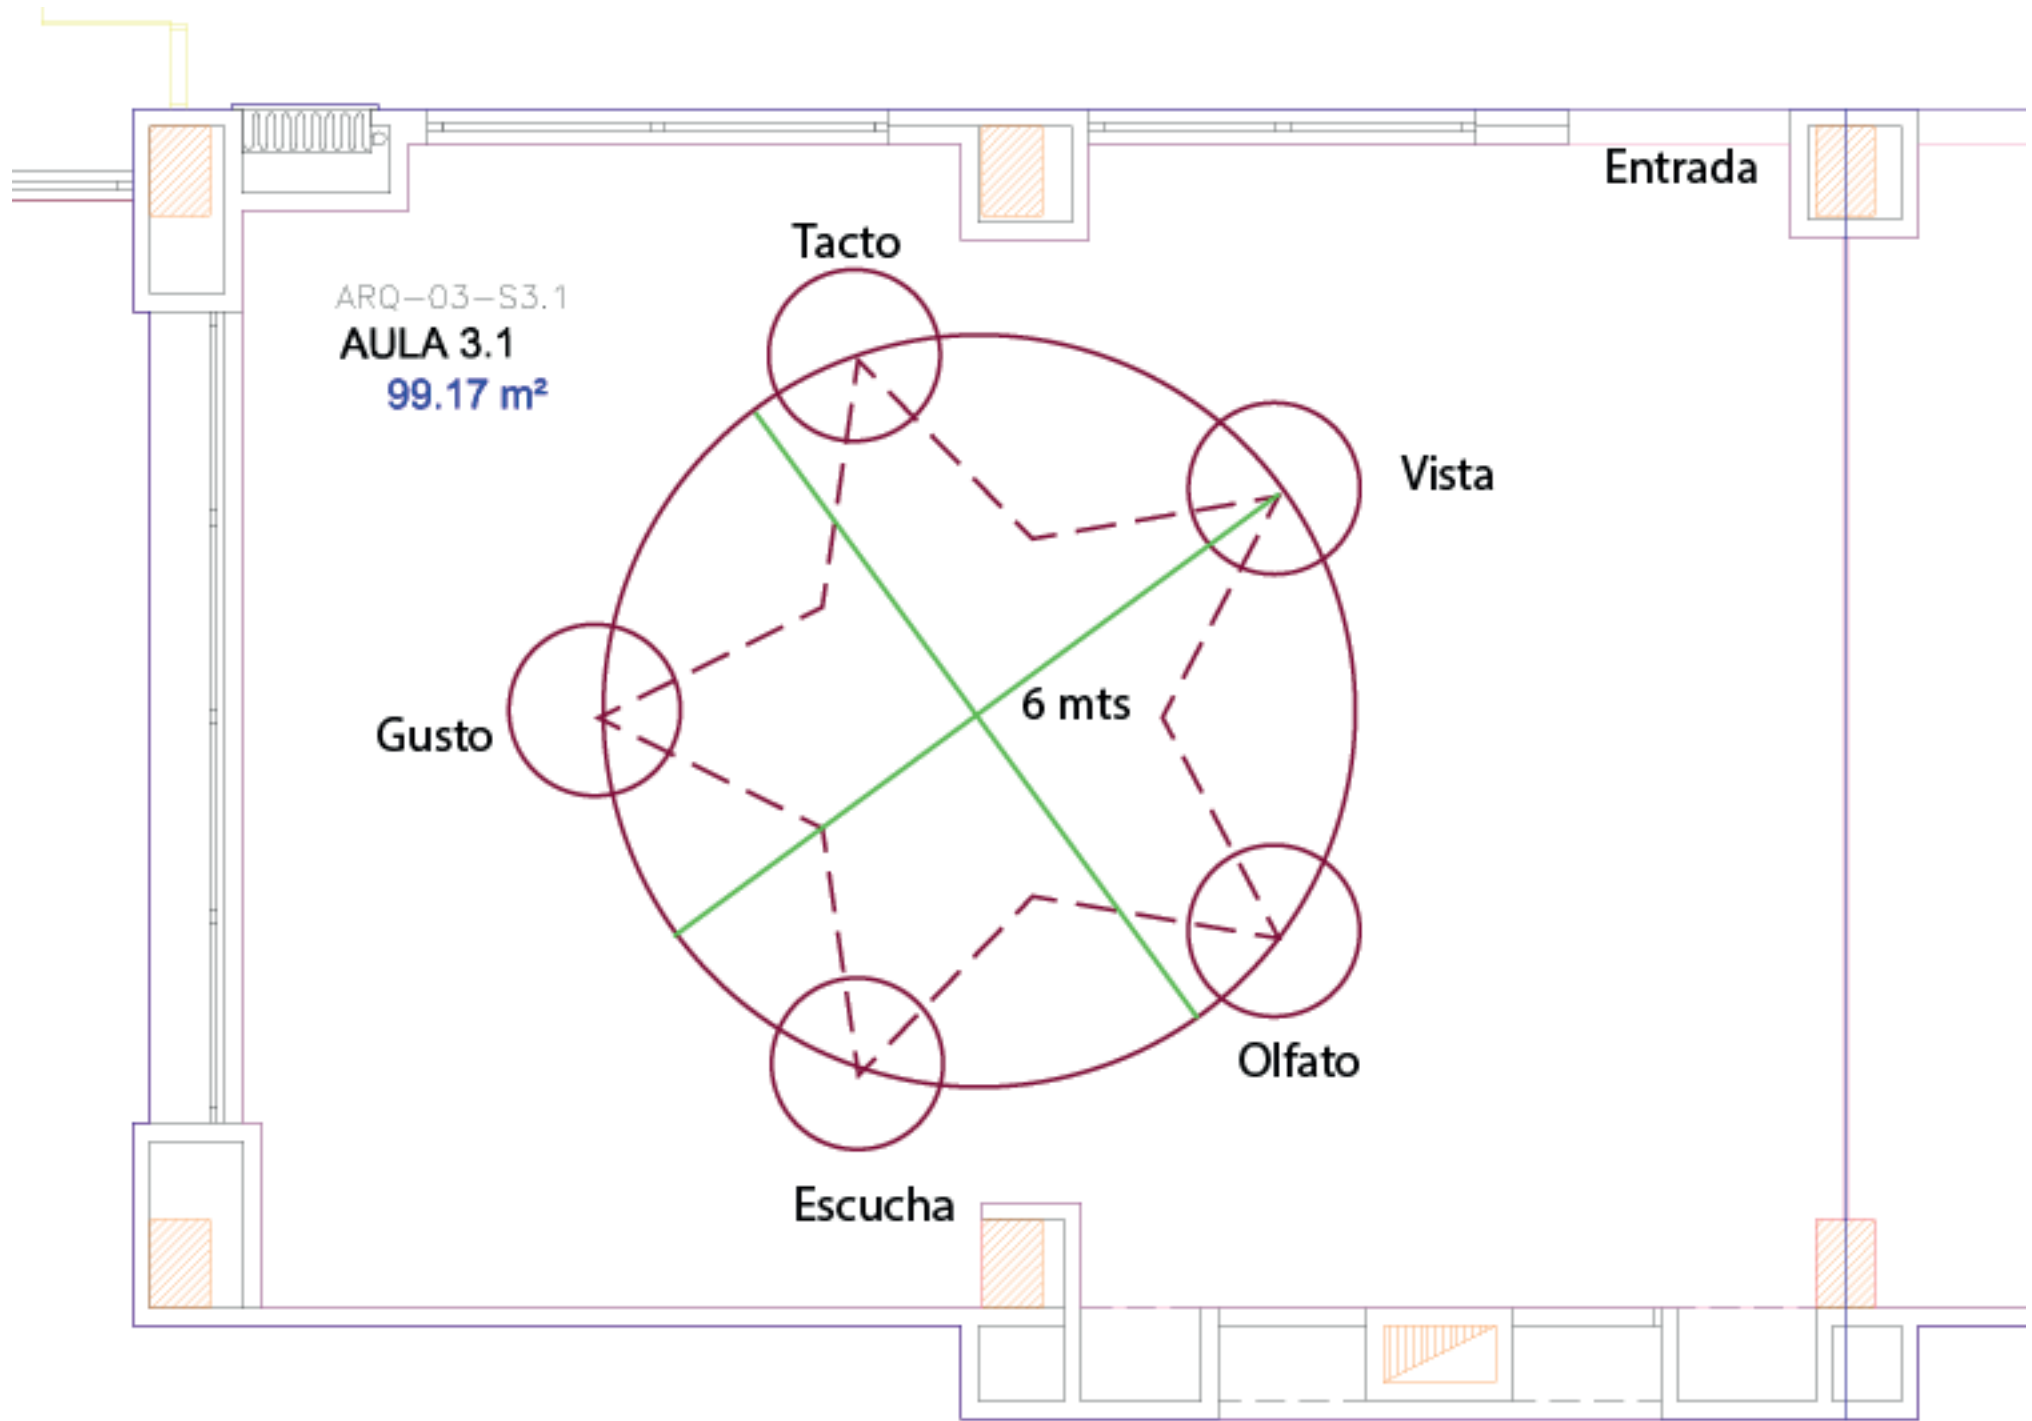 Entrada
Tacto
ARQ-03-S3.1
AULA 3.1
99.17 m²
Vista
6 mts
Gusto
Olfato
Escucha